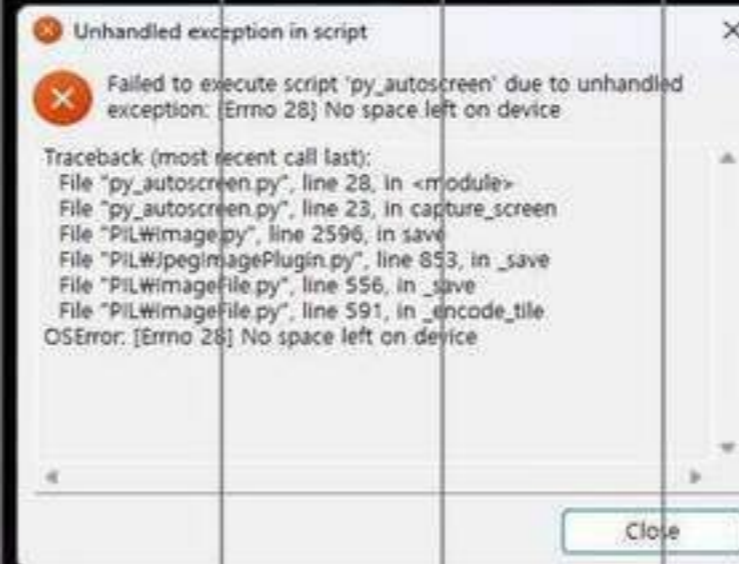 Unhandled exception in script
Failed to execute script 'py_autoscreen' due to unhandled
exception: [Errno 28] No space left on device
Traceback (most recent call last):
File "py_autoscreen.py", line 28, in <module>
File "py_autoscreen.py", line 23, in capture_screen
File "PIL₩Image.py", line 2596, in save
File "PIL₩JpegImagePlugin.py", line 853, in _save
File "PIL₩ImageFile.py", line 556, in _save
File "PIL₩ImageFile.py", line 591, in _encode_tile
OSError: [Errno 28] No space left on device
Close